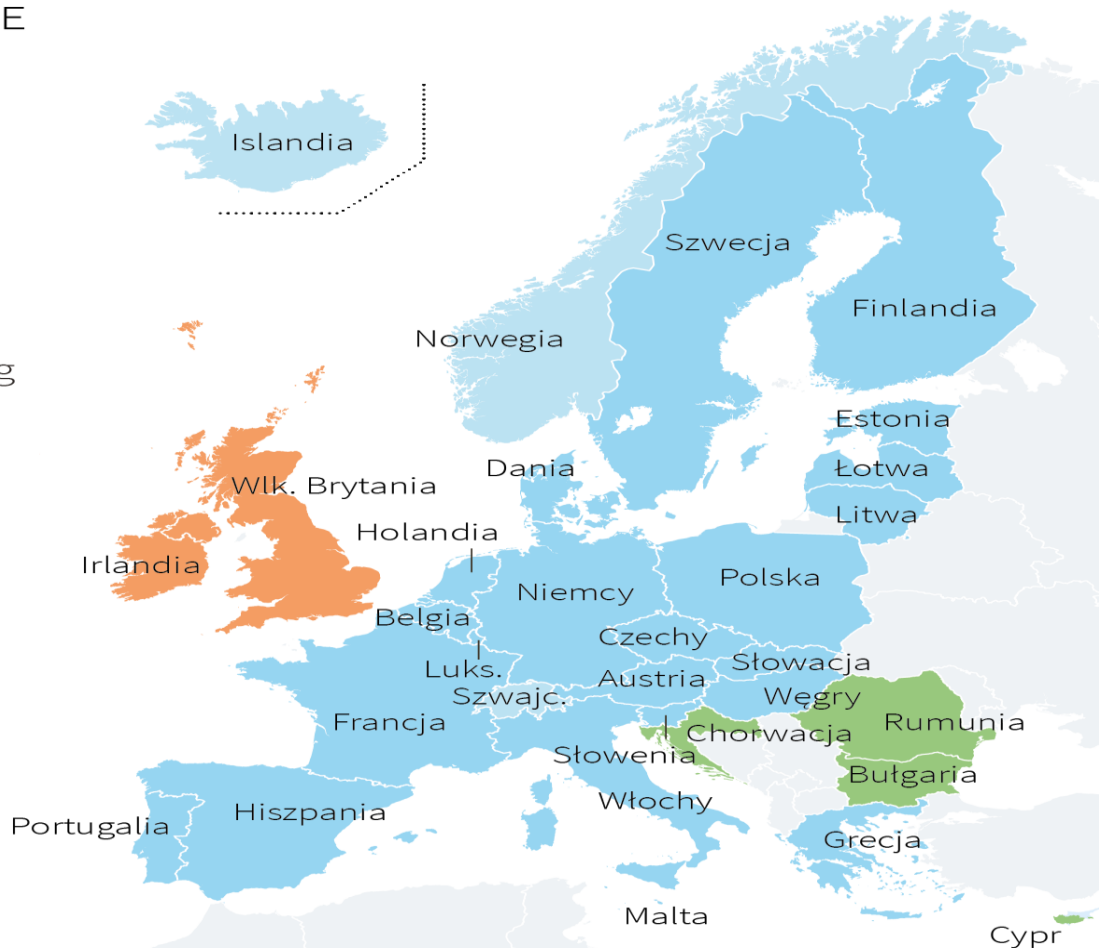 E
Islandia
Szwecja
Finlandia
Norwegia
g
Estonia
Dania
Łotwa
Wlk. Brytania
Litwa
Holandia
Irlandia
Polska
Niemcy
Belgia
Czechy
Słowacja
Luks.
Austria
Szwajc.
Węgry
Francja
Rumunia
Chorwacja
Słowenia
Bułgaria
Włochy
Hiszpania
Portugalia
Grecja
Malta
Cypr